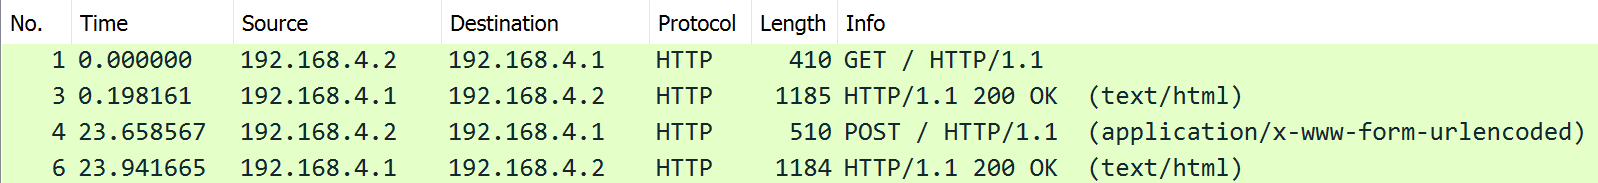 No. Time Source Destination Protocol Length Info
1 0.000000 192.168.4.2 192.168.4.1 HTTP 410 GET / HTTP/1.1
3 0.198161 192.168.4.1 192.168.4.2 HTTP 1185 HTTP/1.1 200 OK (text/html)
4 23.658567 192.168.4.2 192.168.4.1 HTTP 510 POST / HTTP/1.1 (application/x-www-form-urlencoded)
6 23.941665 192.168.4.1 192.168.4.2 HTTP 1184 HTTP/1.1 200 OK (text/html)